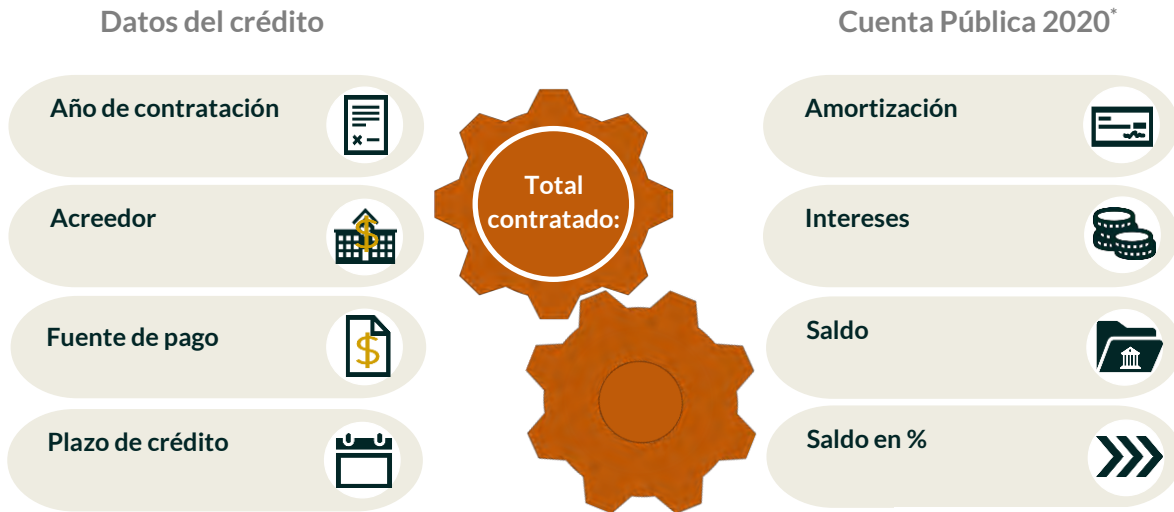 Datos del crédito
Cuenta Pública 2020*
Año de contratación
Acreedor
Fuente de pago
Plazo de crédito
Total
contratado:
Amortización
Intereses
Saldo
Saldo en %